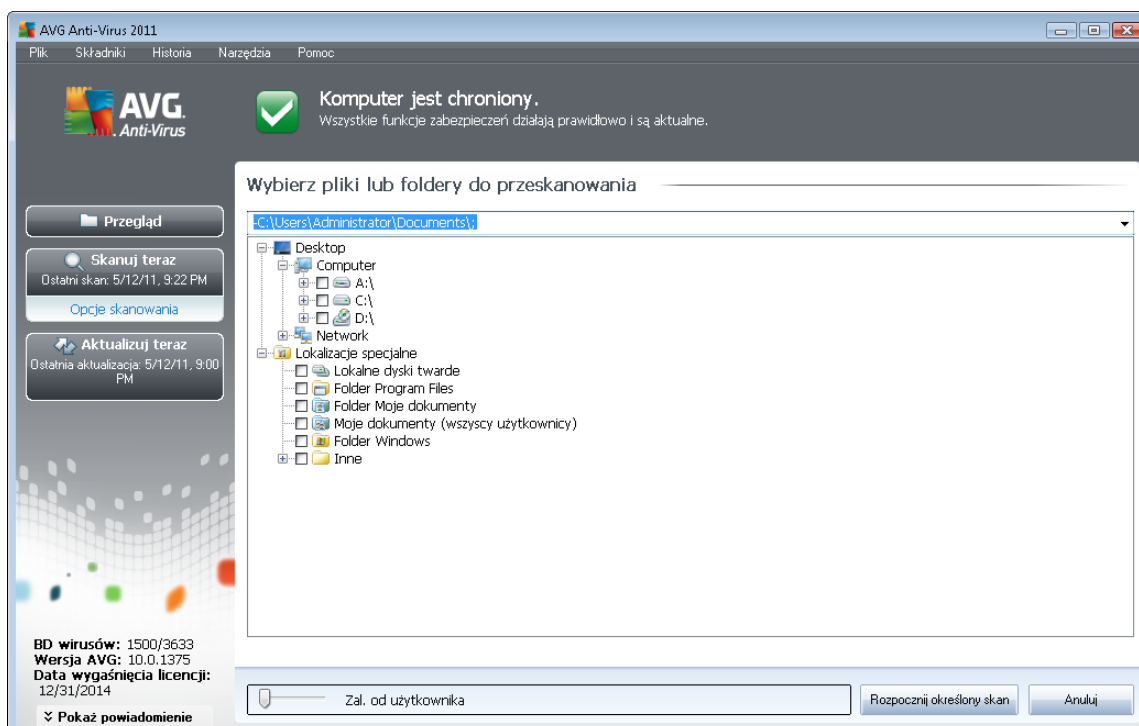 AVG Anti-Virus 2011
Plik Składniki Historia Narzędzia Pomoc
AVG.
Anti-Virus
Komputer jest chroniony.
Wszystkie funkcje zabezpieczeń działają prawidłowo i są aktualne.
Przegląd
Skanuj teraz
Ostatni skan: 5/12/11, 9:22 PM
Opcje skanowania
Aktualizuj teraz
Ostatnia aktualizacja: 5/12/11, 9:00
PM
BD wirusów: 1500/3633
Wersja AVG: 10.0.1375
Data wygaśnięcia licencji:
12/31/2014
Pokaż powiadomienie
Wybierz pliki lub foldery do przeskanowania
-C:\Users\Administrator\Documents\;
Desktop
Computer
A:\
C:\
D:\
Network
Lokalizacje specjalne
Lokalne dyski twarde
Folder Program Files
Folder Moje dokumenty
Moje dokumenty (wszyscy użytkownicy)
Folder Windows
Inne
Zal. od użytkownika
Rozpocznij określony skan
Anuluj